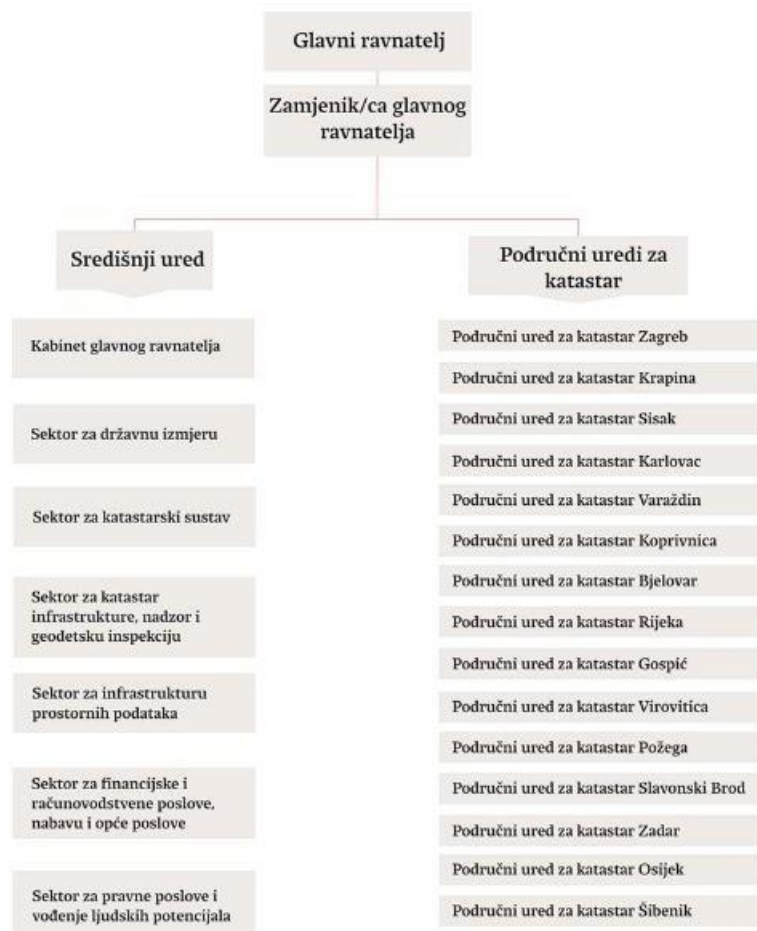 Glavni ravnatelj
Zamjenik/ca glavnog
ravnatelja
Središnji ured
Kabinet glavnog ravnatelja
Sektor za državnu izmjeru
Sektor za katastarski sustav
Sektor za katastar
infrastrukture, nadzor i
geodetsku inspekciju
Sektor za infrastrukturu
prostornih podataka
Sektor za financijske i
računovodstvene poslove,
nabavu i opće poslove
Sektor za pravne poslove i
vođenje ljudskih potencijala
Područni uredi za
katastar
Područni ured za katastar Zagreb
Područni ured za katastar Krapina
Područni ured za katastar Sisak
Područni ured za katastar Karlovac
Područni ured za katastar Varaždin
Područni ured za katastar Koprivnica
Područni ured za katastar Bjelovar
Područni ured za katastar Rijeka
Područni ured za katastar Gospić
Područni ured za katastar Virovitica
Područni ured za katastar Požega
Područni ured za katastar Slavonski Brod
Područni ured za katastar Zadar
Područni ured za katastar Osijek
Područni ured za katastar Šibenik